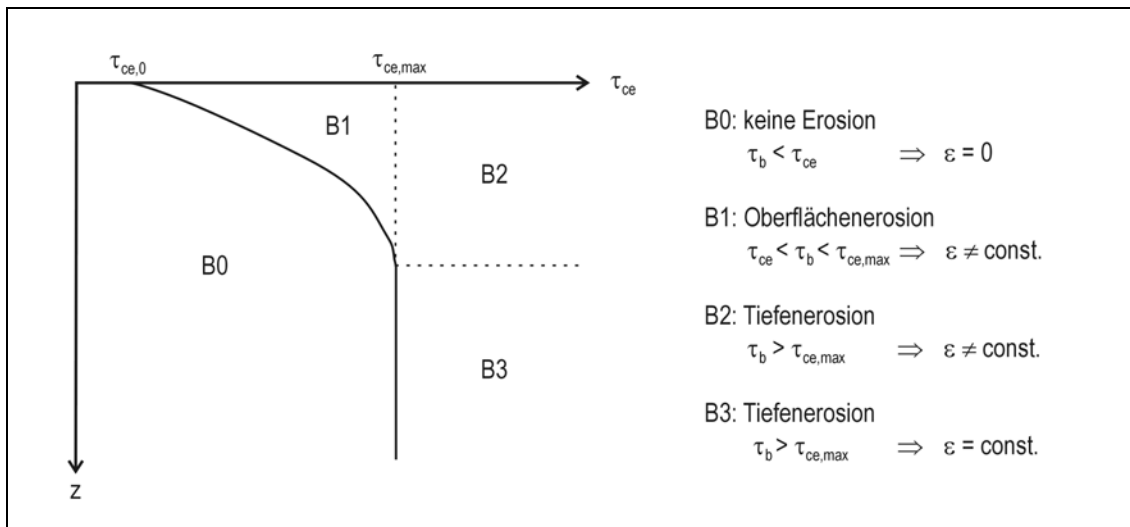 τce,0
τce,max
τce
B1
B2
B0
B3
z
B0: keine Erosion
τb < τce ⇒ ε = 0
B1: Oberflächenerosion
τce < τb < τce,max ⇒ ε ≠ const.
B2: Tiefenerosion
τb > τce,max ⇒ ε ≠ const.
B3: Tiefenerosion
τb > τce,max ⇒ ε = const.